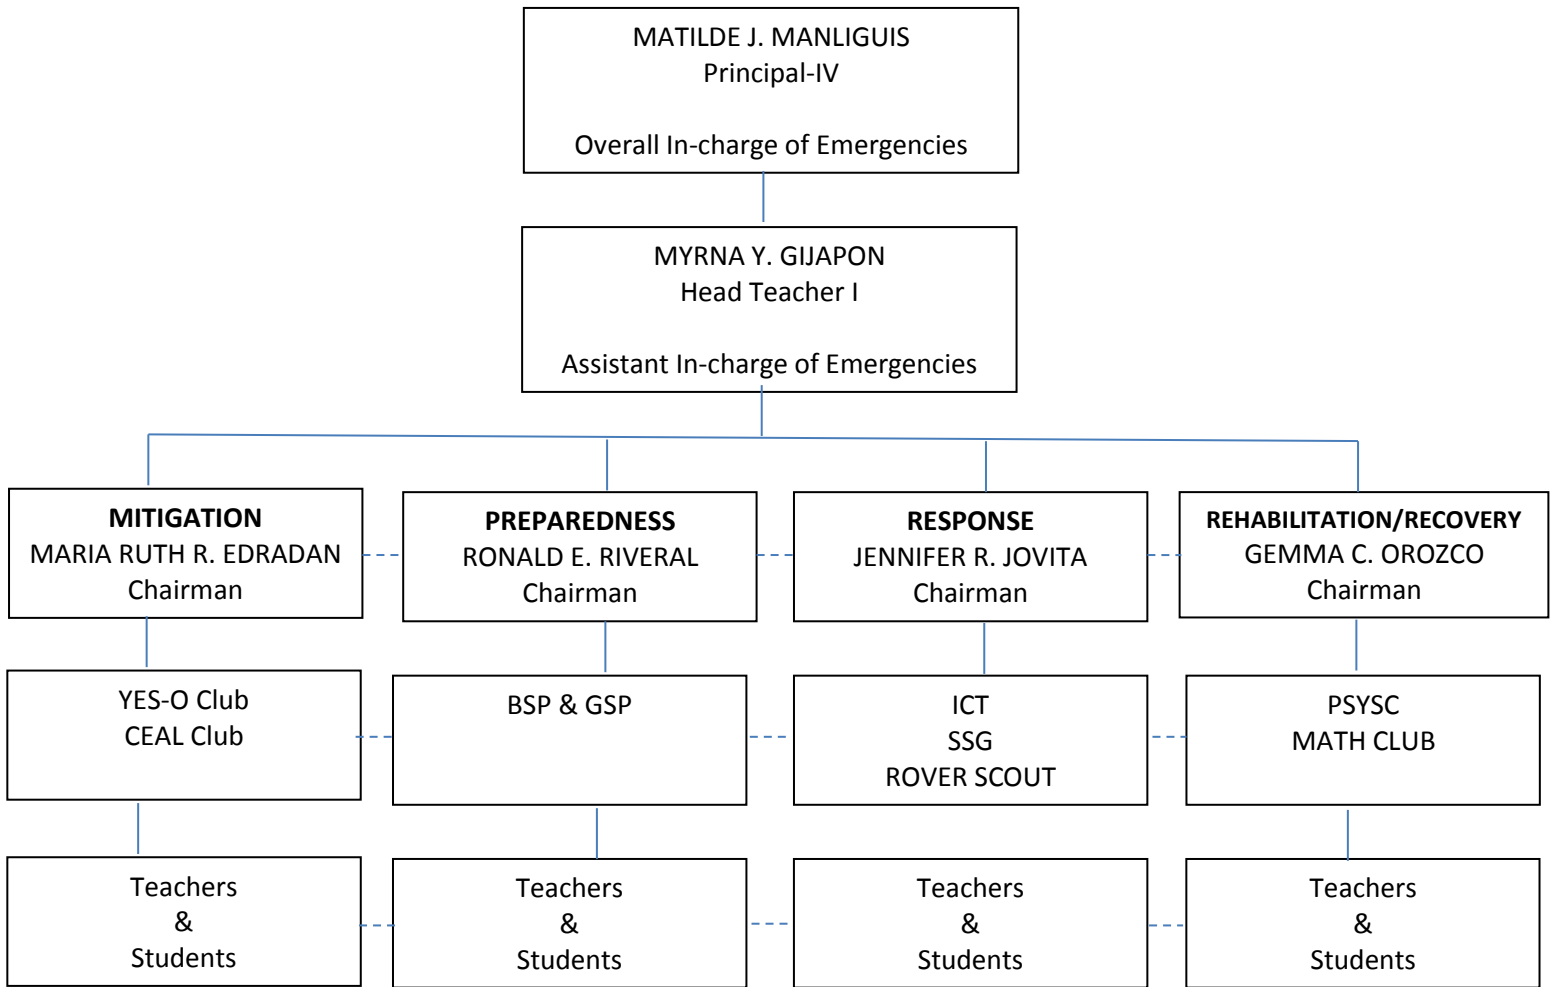 MATILDE J. MANLIGUIS
Principal-IV
Overall In-charge of Emergencies
MYRNA Y. GIJAPON
Head Teacher I
Assistant In-charge of Emergencies
MITIGATION
MARIA RUTH R. EDRADAN
Chairman
PREPAREDNESS
RONALD E. RIVERAL
Chairman
RESPONSE
JENNIFER R. JOVITA
Chairman
REHABILITATION/RECOVERY
GEMMA C. OROZCO
Chairman
YES-O Club
CEAL Club
BSP & GSP
ICT
SSG
ROVER SCOUT
PSYSC
MATH CLUB
Teachers
&
Students
Teachers
&
Students
Teachers
&
Students
Teachers
&
Students